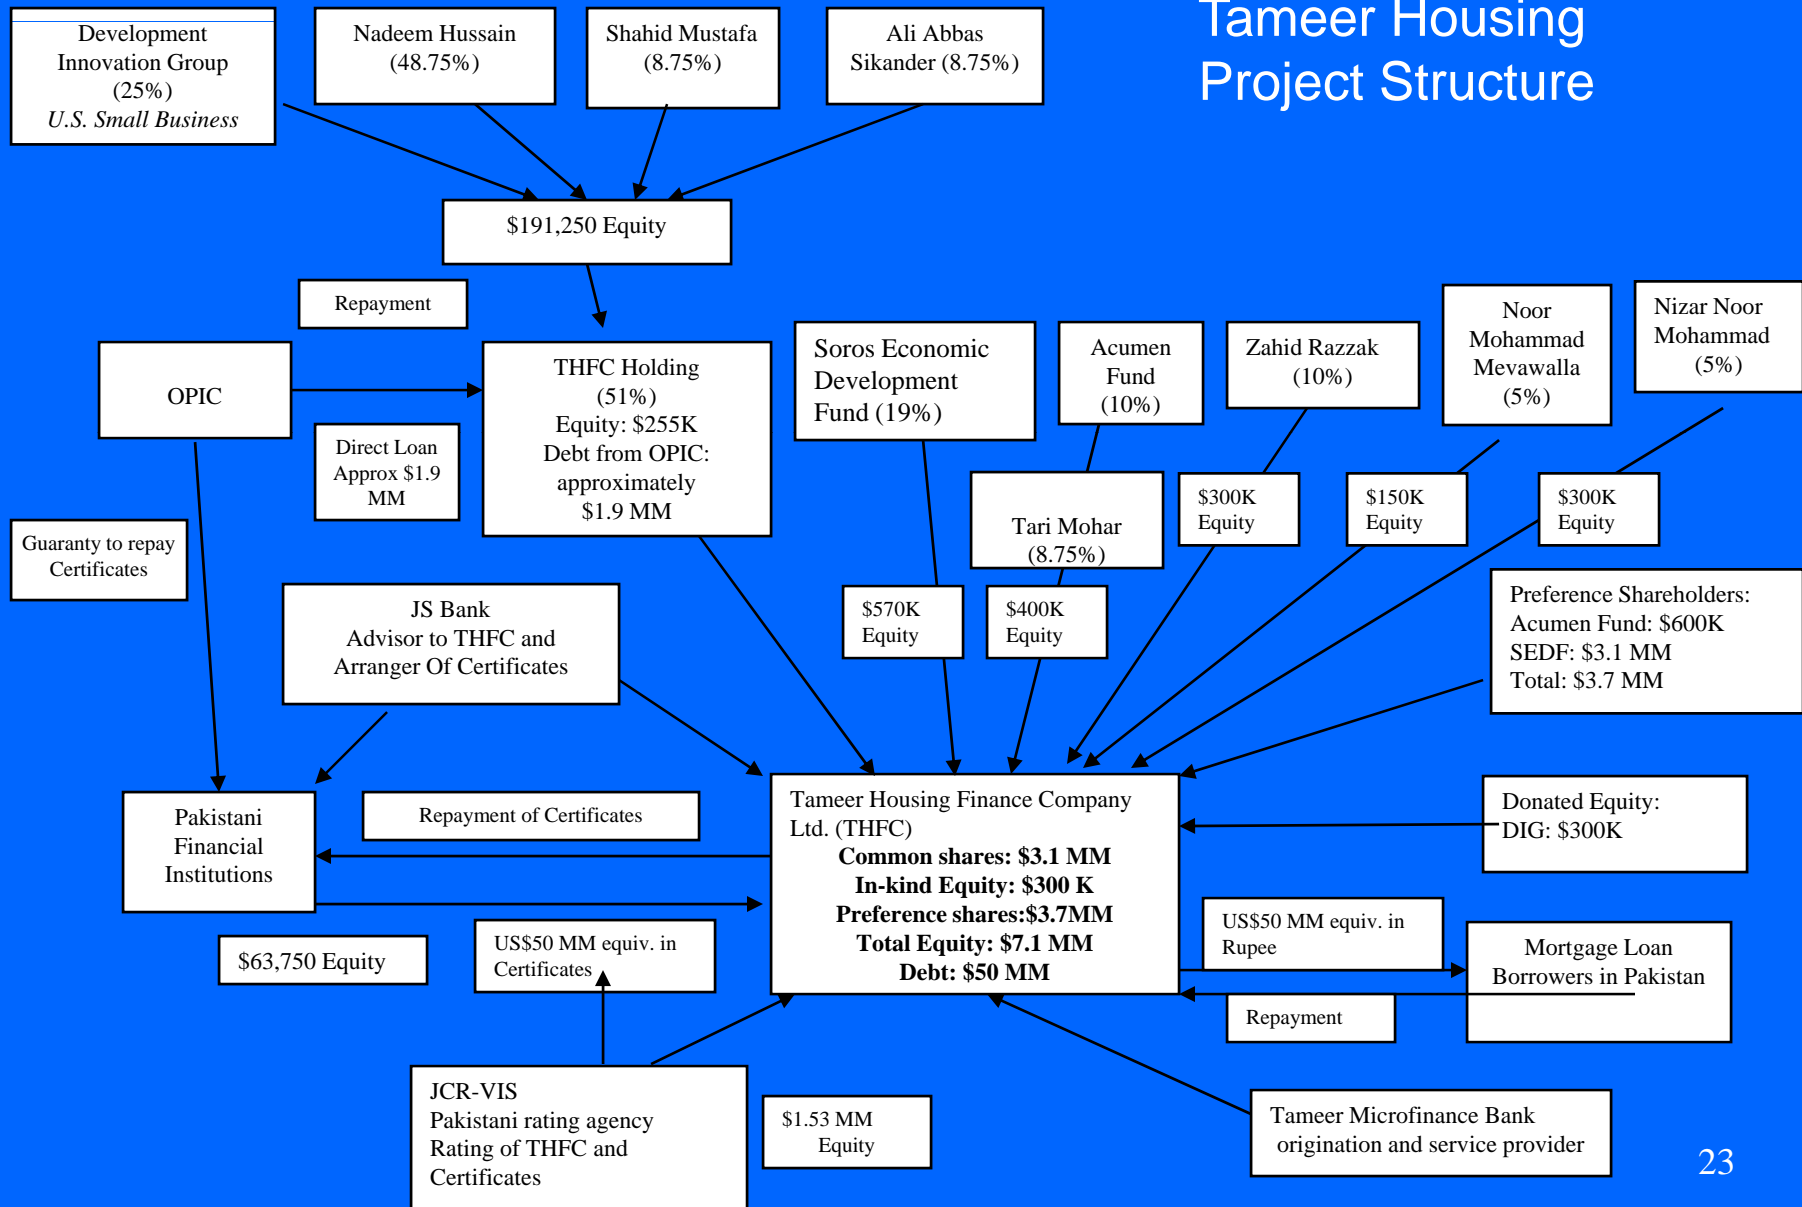 Tameer Housing
Project Structure
Development
Innovation Group
(25%)
U.S. Small Business
Nadeem Hussain
(48.75%)
Shahid Mustafa
(8.75%)
Ali Abbas
Sikander (8.75%)
$191,250 Equity
Repayment
OPIC
Direct Loan
Approx $1.9
MM
THFC Holding
(51%)
Equity: $255K
Debt from OPIC:
approximately
$1.9 MM
Soros Economic
Development
Fund (19%)
Acumen
Fund
(10%)
Zahid Razzak
(10%)
Noor
Mohammad
Mevawalla
(5%)
Nizar Noor
Mohammad
(5%)
Tari Mohar
(8.75%)
$300K
Equity
$150K
Equity
$300K
Equity
Guaranty to repay
Certificates
JS Bank
Advisor to THFC and
Arranger Of Certificates
$570K
Equity
$400K
Equity
Preference Shareholders:
Acumen Fund: $600K
SEDF: $3.1 MM
Total: $3.7 MM
Pakistani
Financial
Institutions
Repayment of Certificates
Tameer Housing Finance Company
Ltd. (THFC)
Common shares: $3.1 MM
In-kind Equity: $300 K
Preference shares:$3.7MM
Total Equity: $7.1 MM
Debt: $50 MM
Donated Equity:
DIG: $300K
$63,750 Equity
US$50 MM equiv. in
Certificates
US$50 MM equiv. in
Rupee
Mortgage Loan
Borrowers in Pakistan
Repayment
JCR-VIS
Pakistani rating agency
Rating of THFC and
Certificates
$1.53 MM
Equity
Tameer Microfinance Bank
origination and service provider
23